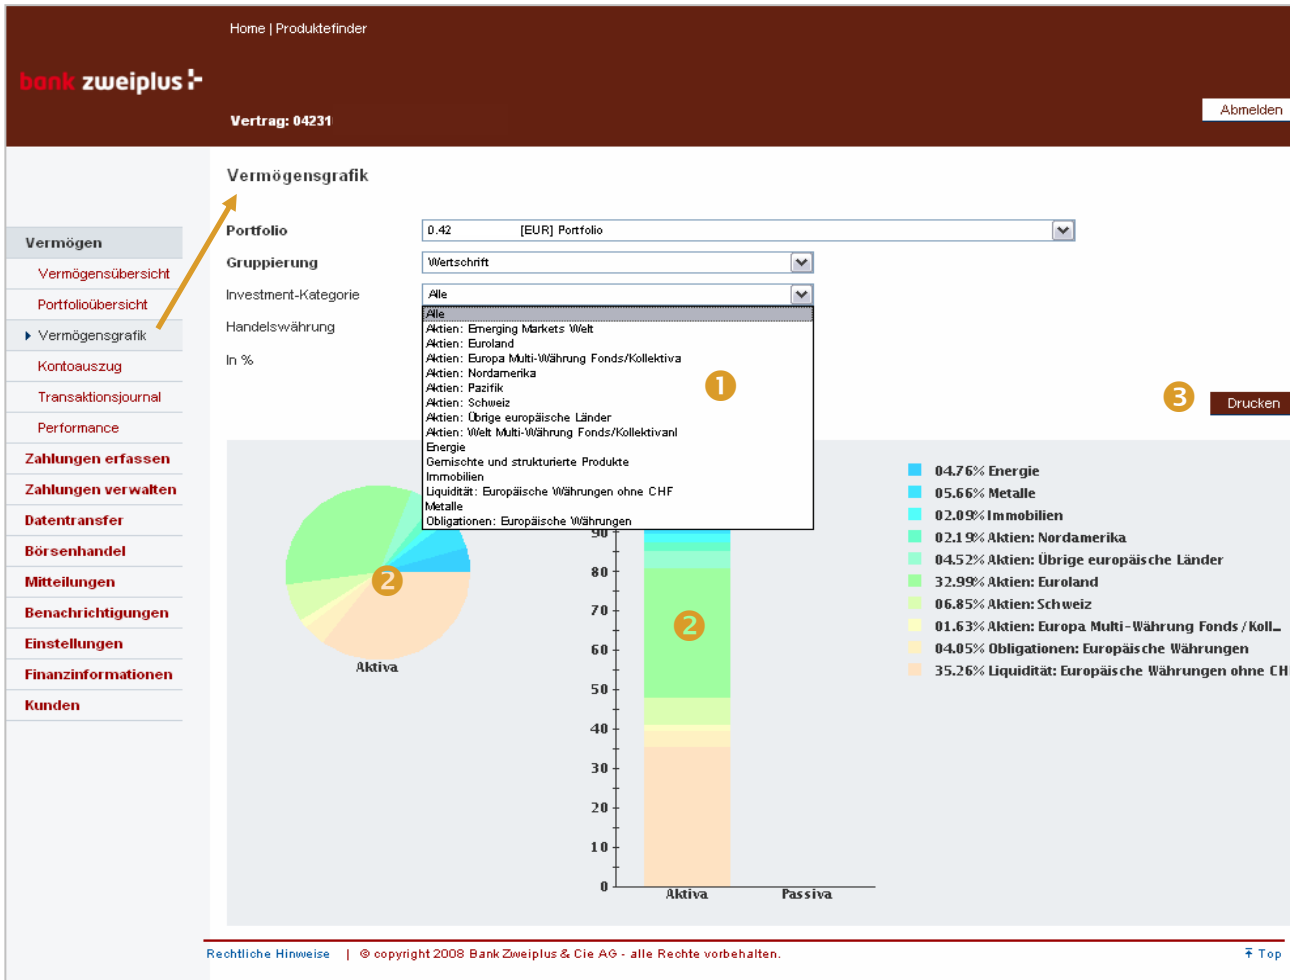 Home | Produktefinder
bank zweiplus
Abmelden
Vertrag: 04231
Vermögensgrafik
Portfolio
0.42 [EUR] Portfolio
Gruppierung
Wertschrift
Investment-Kategorie
Alle
Handelswährung
In %
Alle
Aktien: Emerging Markets Welt
Aktien: Euroland
Aktien: Europa Multi-Währung Fonds/Kollektiva
Aktien: Nordamerika
Aktien: Pazifik
Aktien: Schweiz
Aktien: Übrige europäische Länder
Aktien: Welt Multi-Währung Fonds/Kollektivanl
Energie
Gemischte und strukturierte Produkte
Immobilien
Liquidität: Europäische Währungen ohne CHF
Metalle
Obligationen: Europäische Währungen
1
3
Drucken
Vermögen
Vermögensübersicht
Portfolioübersicht
Vermögensgrafik
Kontoauszug
Transaktionsjournal
Performance
Zahlungen erfassen
Zahlungen verwalten
Datentransfer
Börsenhandel
Mitteilungen
Benachrichtigungen
Einstellungen
Finanzinformationen
Kunden
2
Aktiva
90
80
70
60
50
40
30
20
10
0
2
Aktiva Passiva
04.76% Energie
05.66% Metalle
02.09% Immobilien
02.19% Aktien: Nordamerika
04.52% Aktien: Übrige europäische Länder
32.99% Aktien: Euroland
06.85% Aktien: Schweiz
01.63% Aktien: Europa Multi-Währung Fonds/Koll...
04.05% Obligationen: Europäische Währungen
35.26% Liquidität: Europäische Währungen ohne CH
Rechtliche Hinweise | © copyright 2008 Bank Zweiplus & Cie AG - alle Rechte vorbehalten.
Top